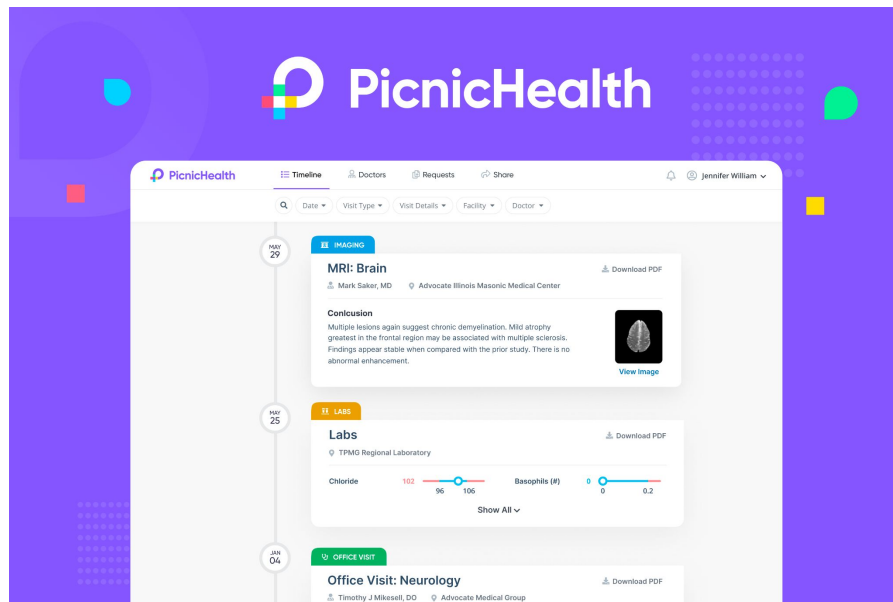 PicnicHealth
PicnicHealth
Timeline
Doctors
Requests
Share
Jennifer William
Date
Visit Type
Visit Details
Facility
Doctor
MAY
29
IMAGING
MRI: Brain
Download PDF
Mark Saker, MD
Advocate Illinois Masonic Medical Center
Conlcusion
Multiple lesions again suggest chronic demyelination. Mild atrophy
greatest in the frontal region may be associated with multiple sclerosis.
Findings appear stable when compared with the prior study. There is no
abnormal enhancement.
View Image
MAY
25
LABS
Labs
Download PDF
TPMG Regional Laboratory
Chloride
102
96
106
Basophils (#)
0
0
0.2
Show All
JAN
04
OFFICE VISIT
Office Visit: Neurology
Download PDF
Timothy J Mikesell, DO
Advocate Medical Group